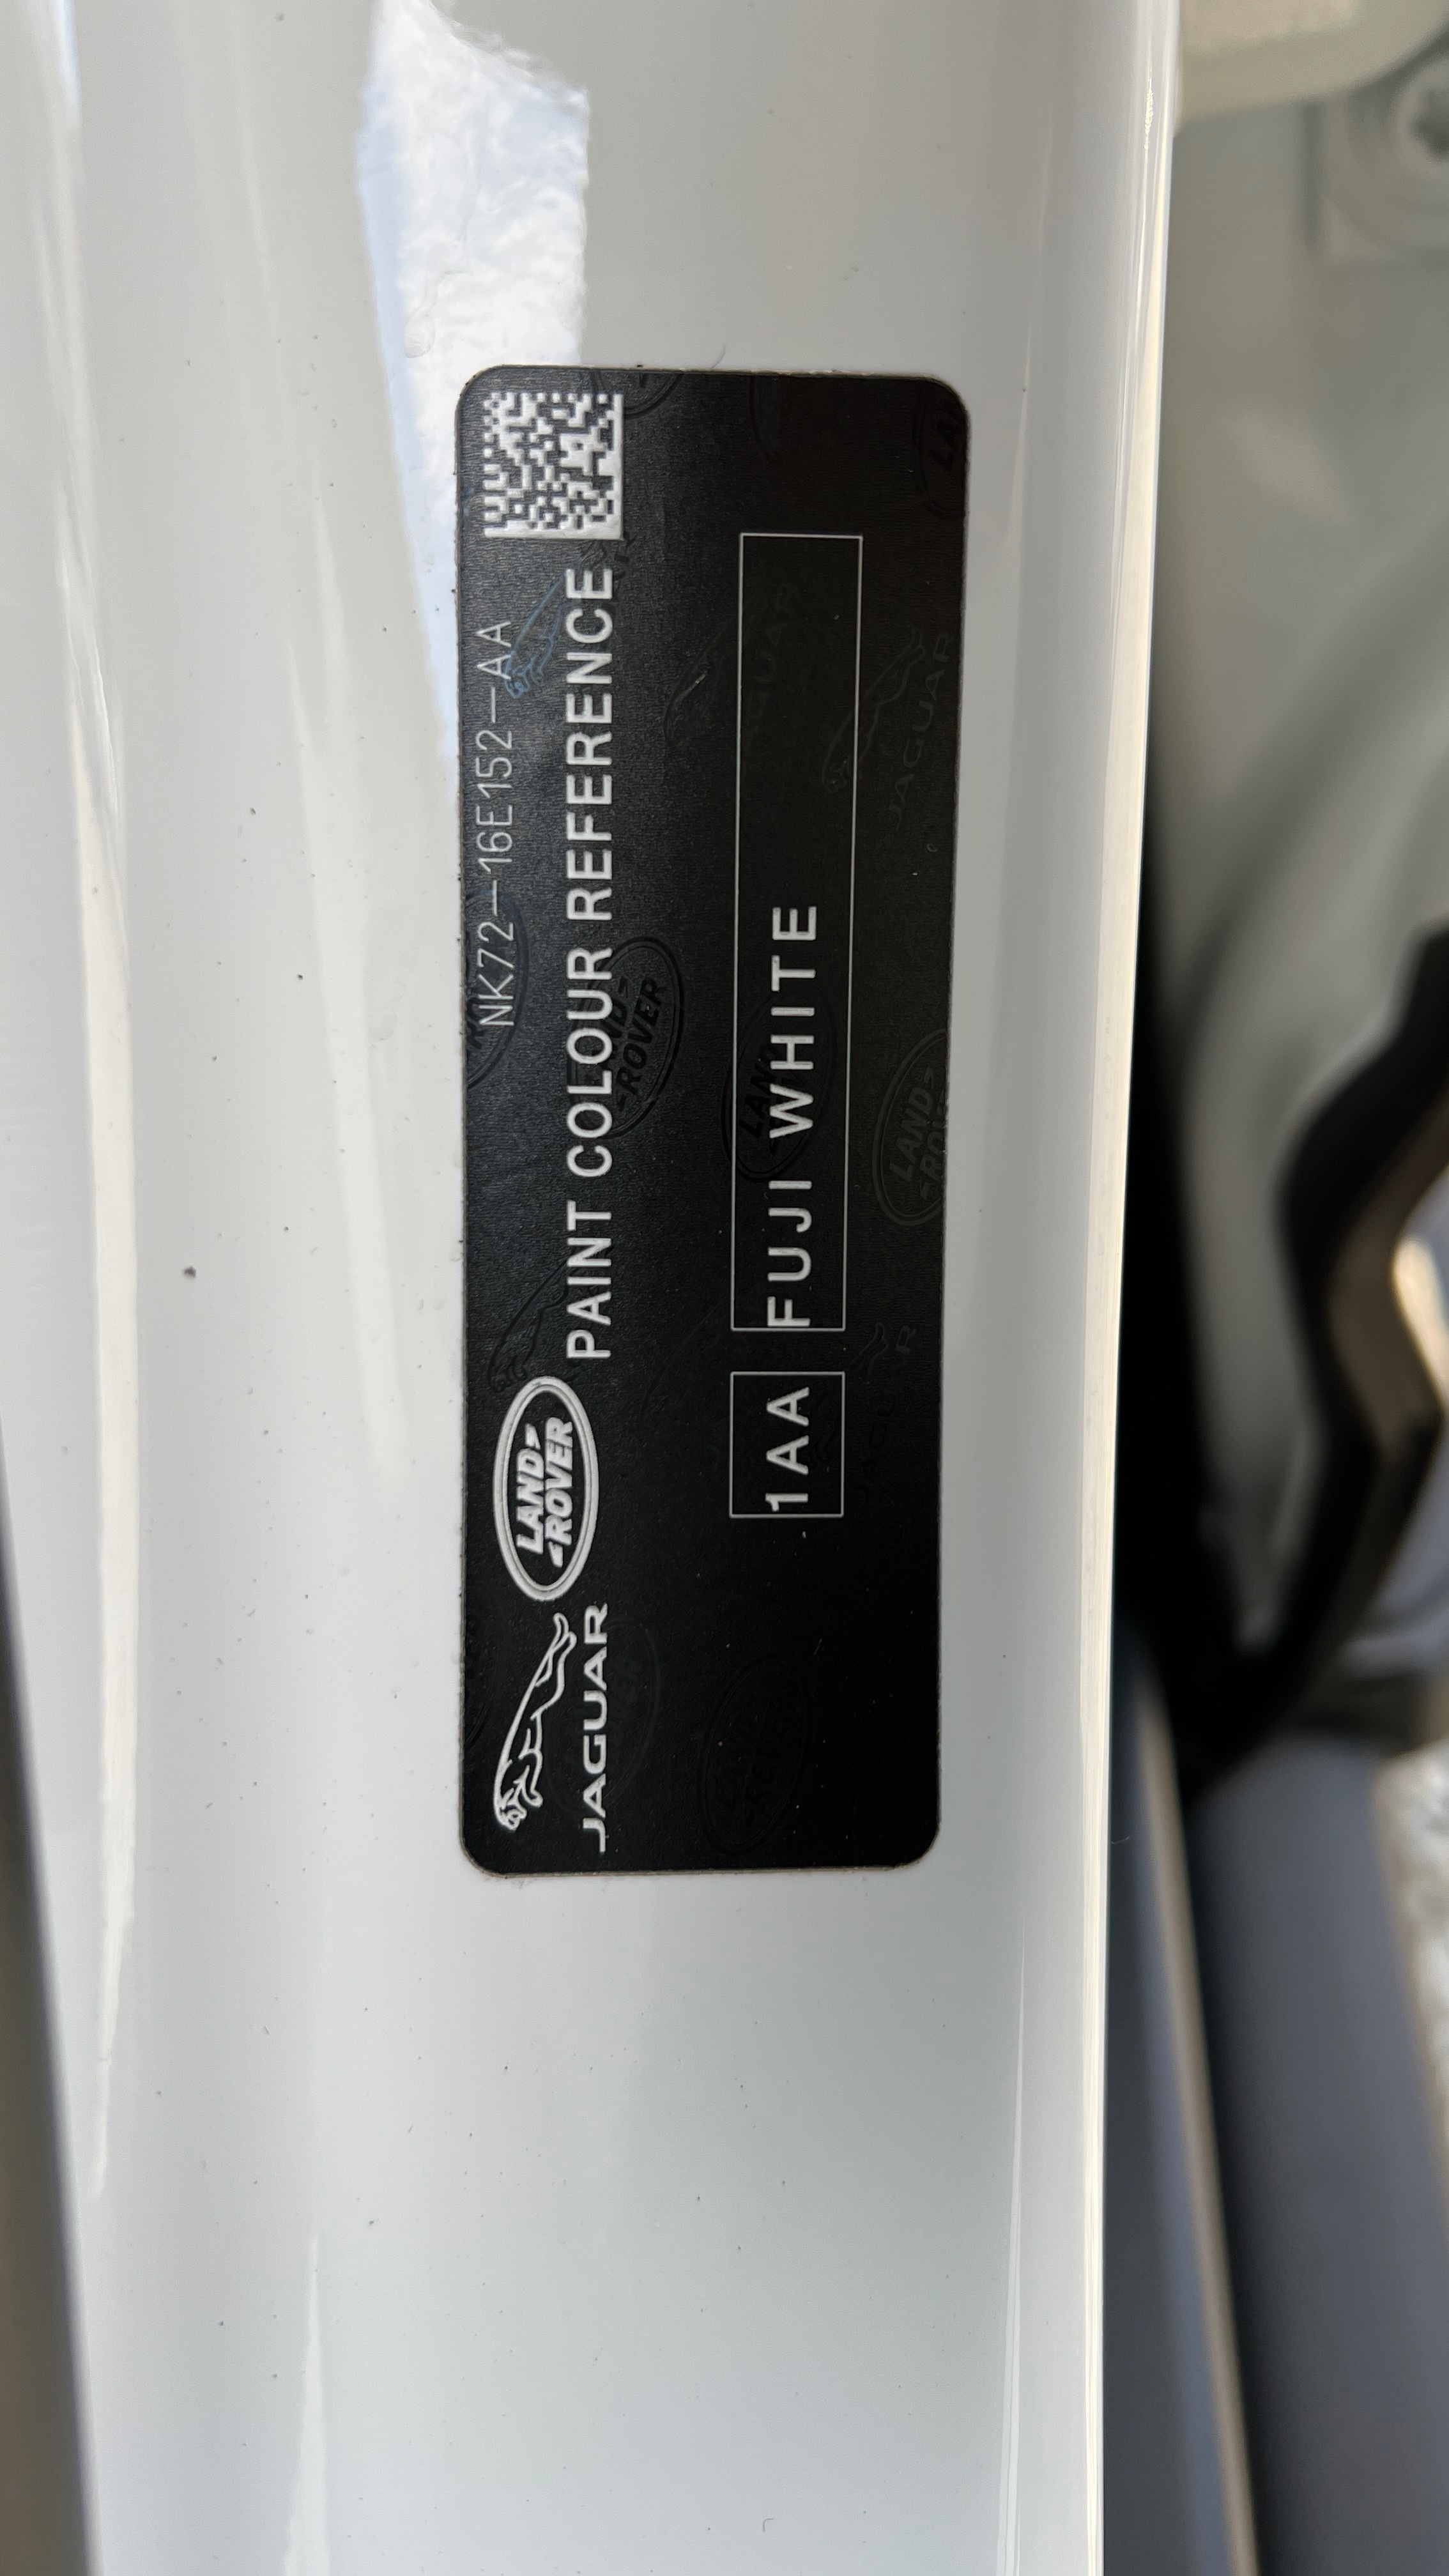 NK72-16E152-AA
JAGUAR
LAND
ROVER
PAINT COLOUR REFERENCE
1AA
FUJI WHITE